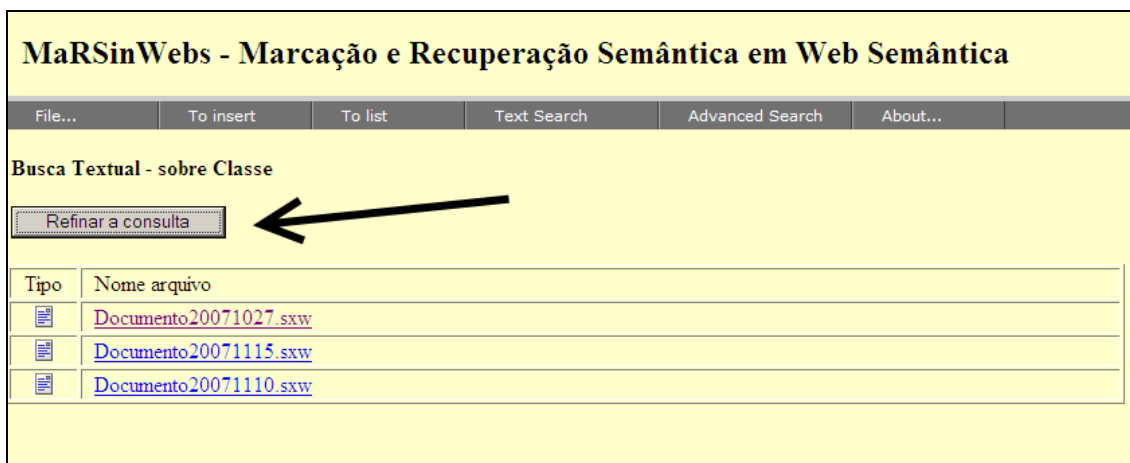 MaRSinWebs - Marcação e Recuperação Semântica em Web Semântica
File... To insert To list Text Search Advanced Search About...
Busca Textual - sobre Classe
Refinar a consulta
Tipo Nome arquivo
Documento20071027.sxw
Documento20071115.sxw
Documento20071110.sxw